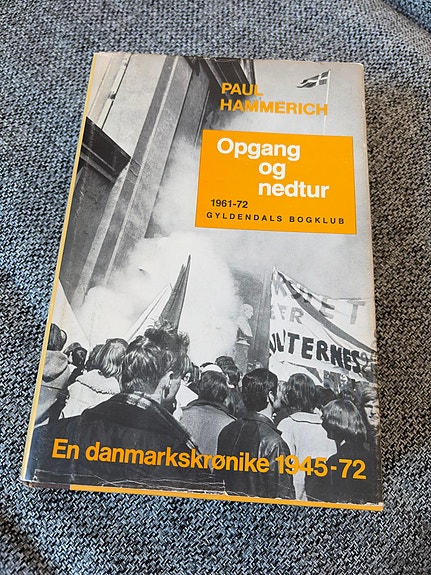 PAUL
HAMMERICH
Opgang
og
nedtur
1961-72
GYLDENDALS BOGKLUB
En danmarkskrønike 1945-72